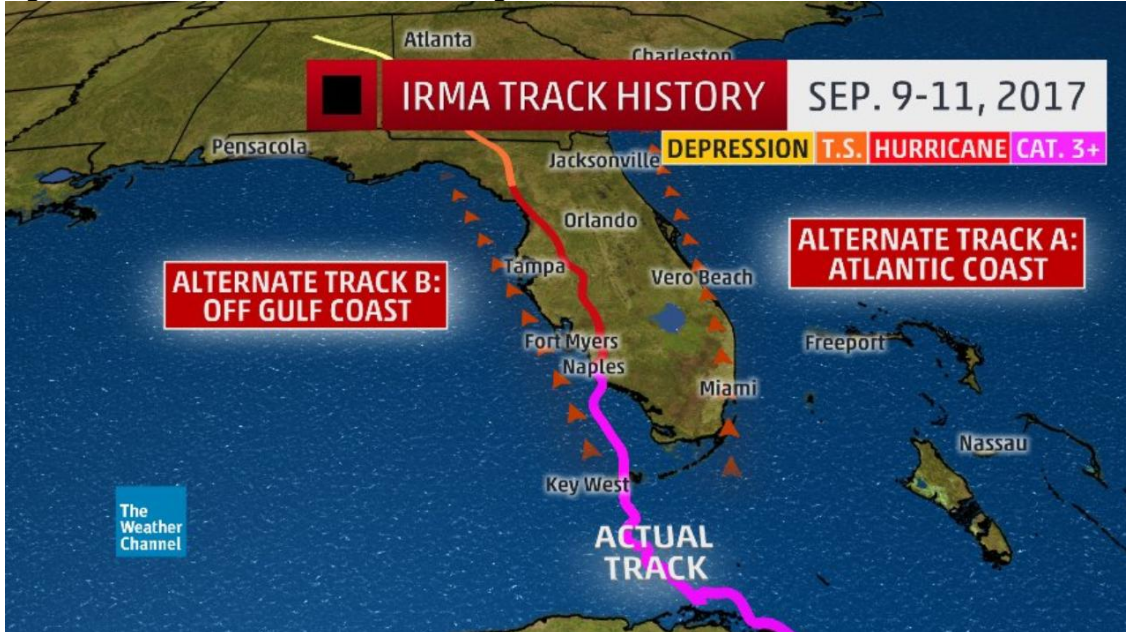 Atlanta
Charleston
IRMA TRACK HISTORY
SEP. 9-11, 2017
DEPRESSION T.S. HURRICANE CAT. 3+
Pensacola
Jacksonville
Orlando
ALTERNATE TRACK A:
ATLANTIC COAST
ALTERNATE TRACK B:
OFF GULF COAST
Tampa
Vero Beach
Fort Myers
Freeport
Naples
Miami
Nassau
Key West
The
Weather
Channel
ACTUAL
TRACK